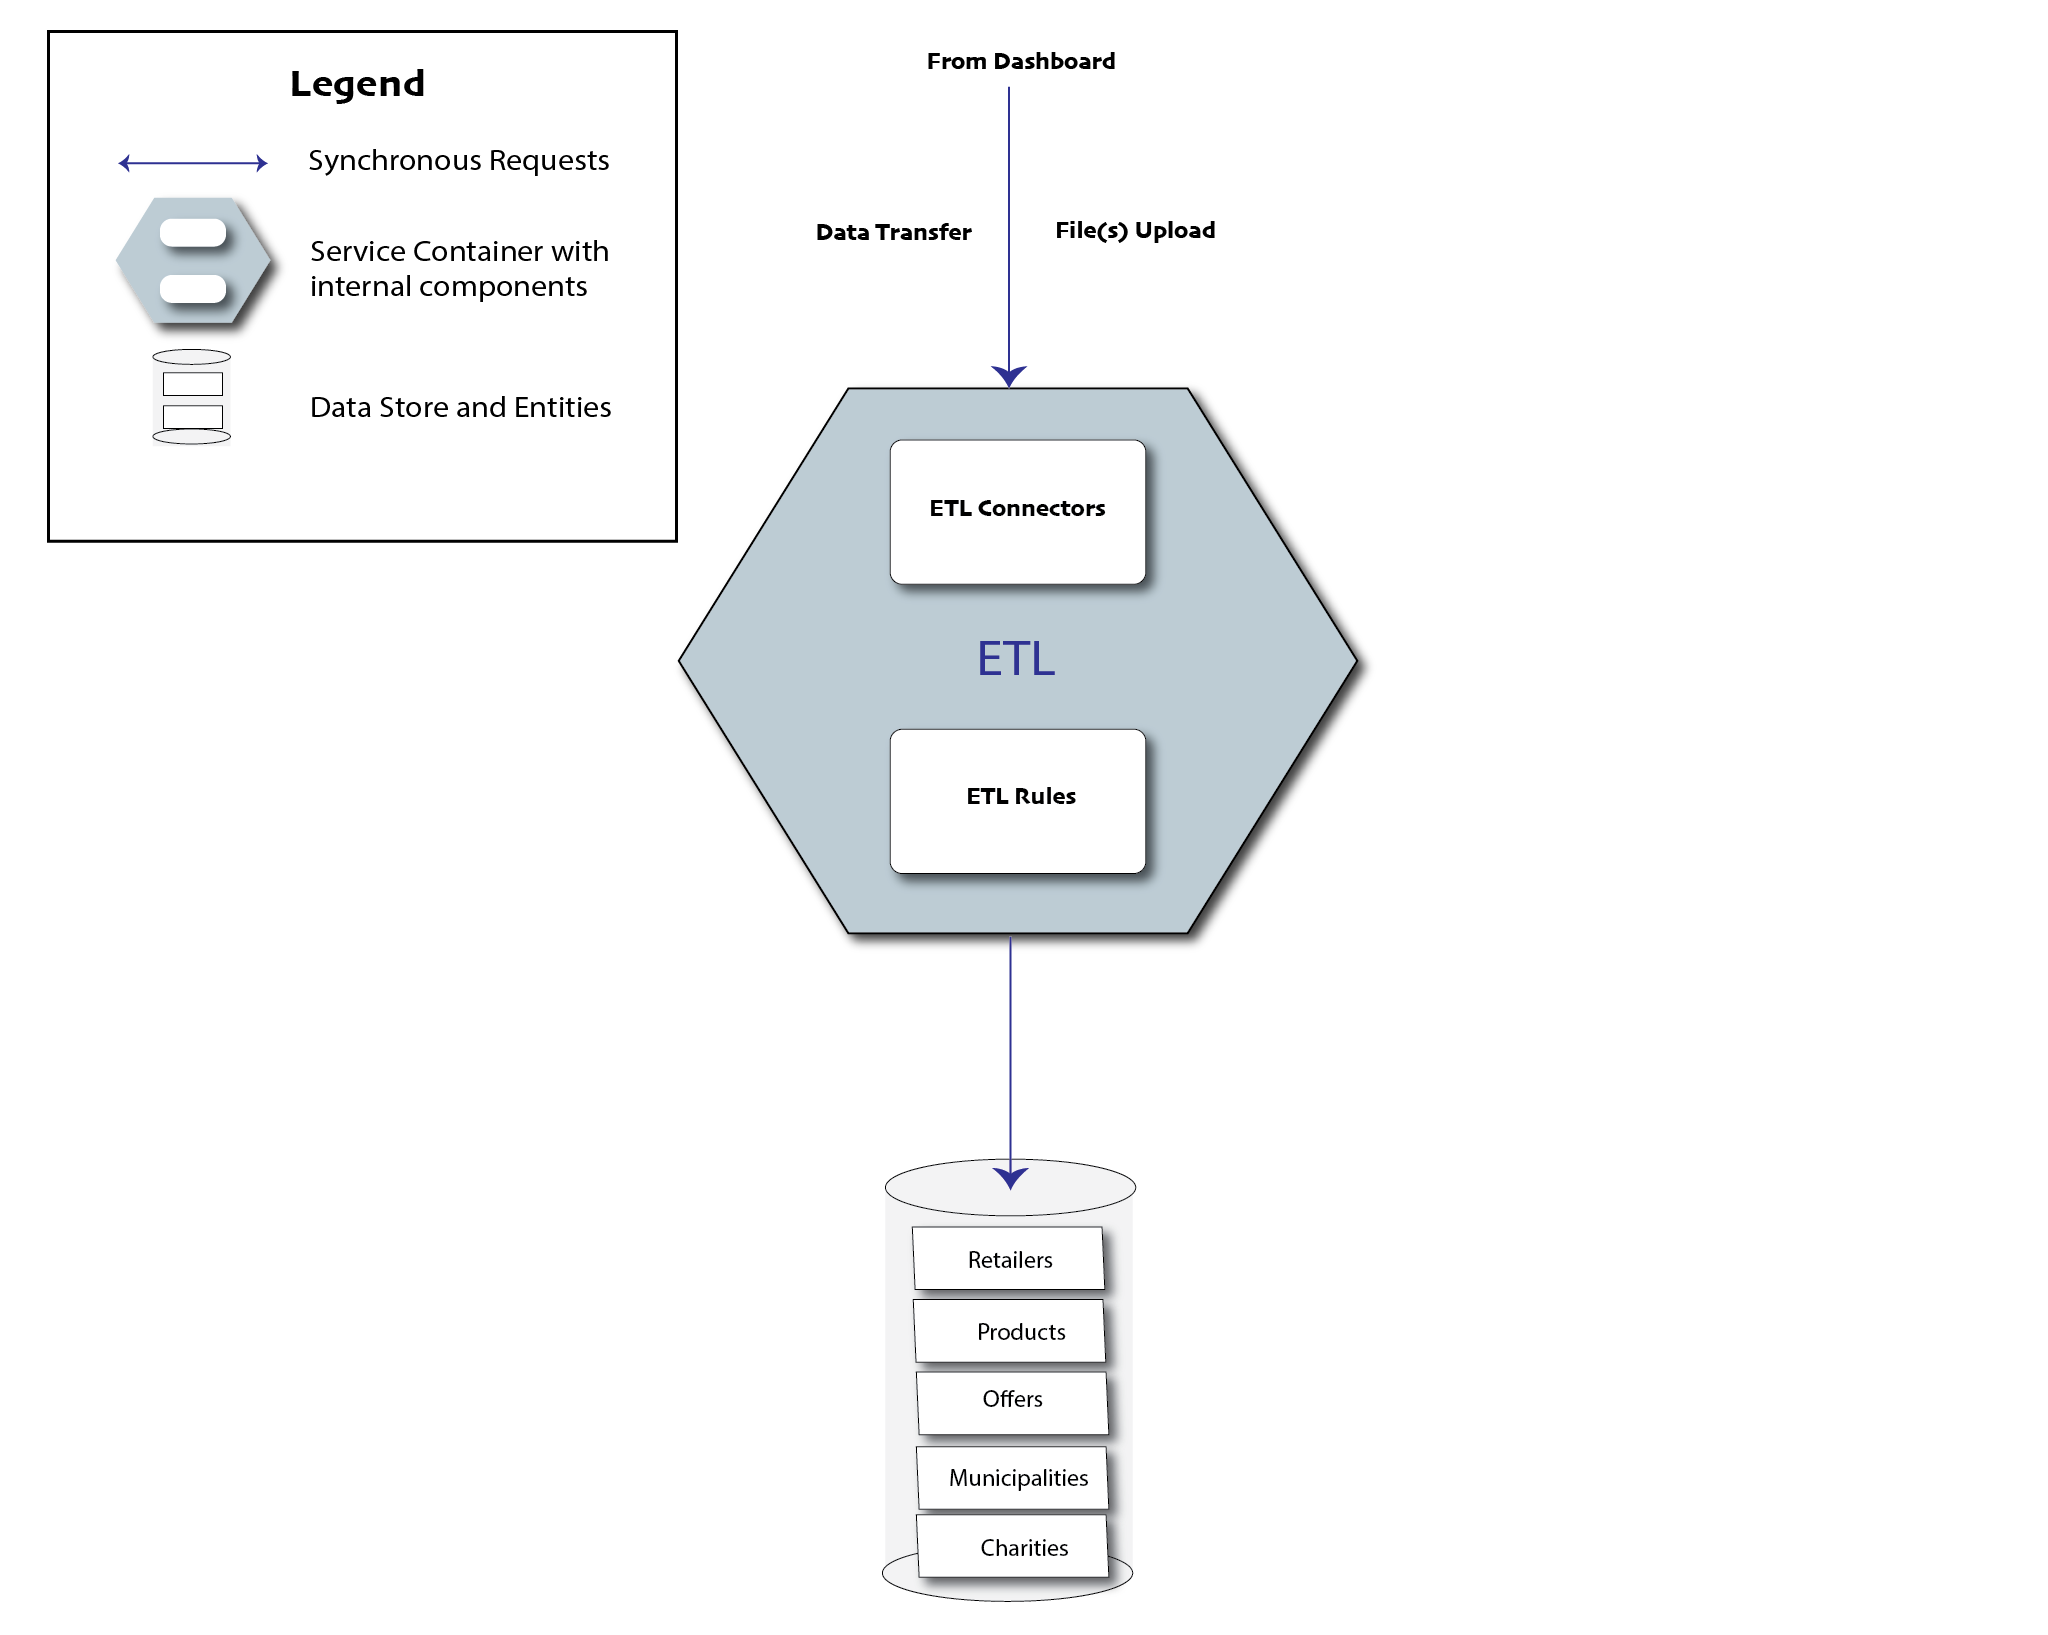 Legend
Synchronous Requests
Service Container with
internal components
Data Store and Entities
From Dashboard
Data Transfer
File(s) Upload
ETL Connectors
ETL
ETL Rules
Retailers
Products
Offers
Municipalities
Charities